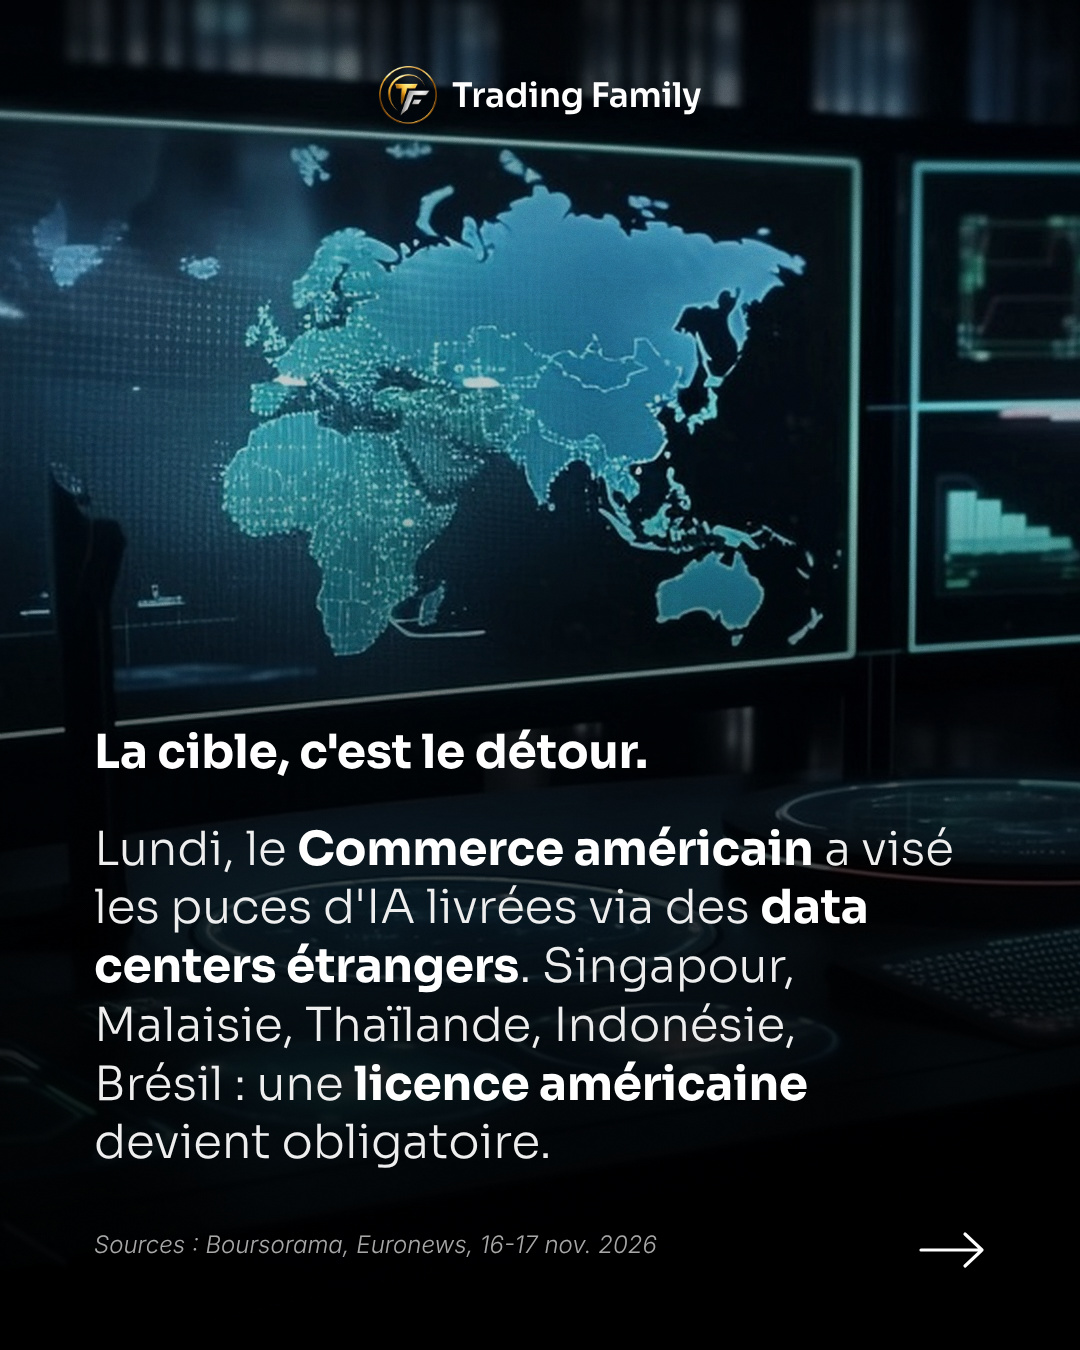 TF Trading Family
La cible, c'est le détour.
Lundi, le Commerce américain a visé
les puces d'IA livrées via des data
centers étrangers. Singapour,
Malaisie, Thaïlande, Indonésie,
Brésil : une licence américaine
devient obligatoire.
Sources : Boursorama, Euronews, 16-17 nov. 2026